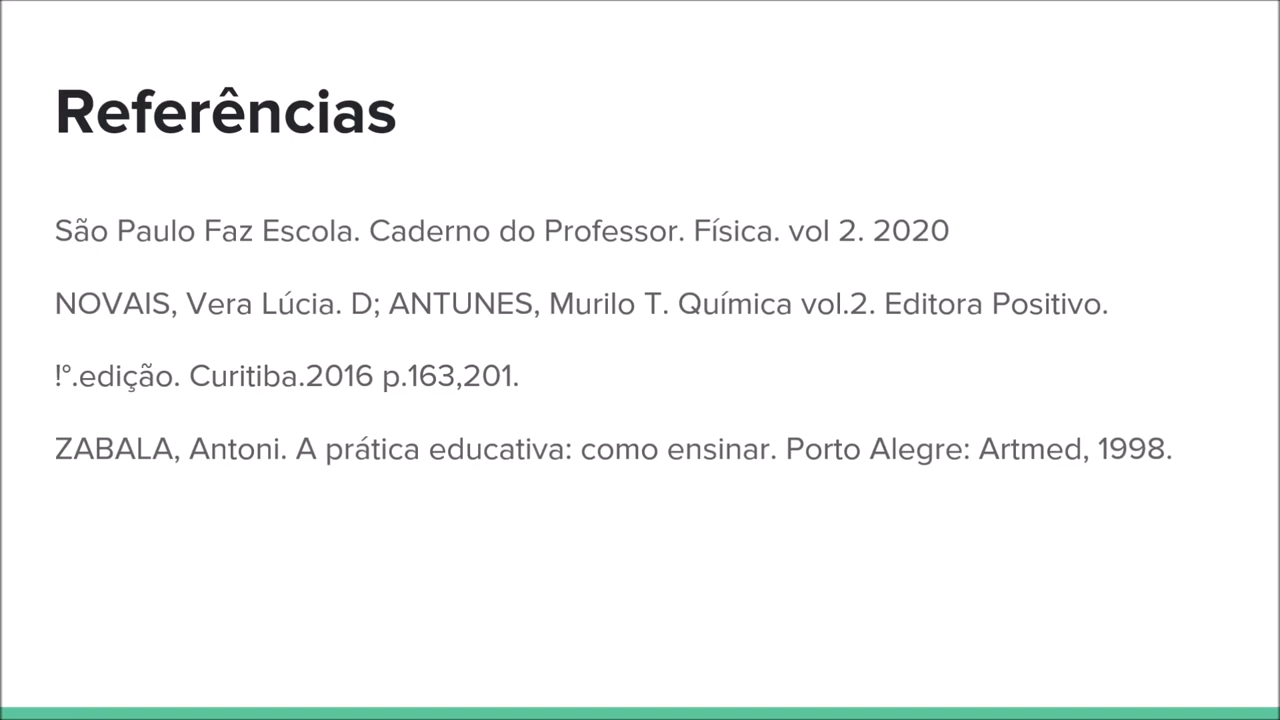 Referências
São Paulo Faz Escola. Caderno do Professor. Física. vol 2. 2020
NOVAIS, Vera Lúcia. D; ANTUNES, Murilo T. Química vol.2. Editora Positivo.
!°.edição. Curitiba.2016 p.163,201.
ZABALA, Antoni. A prática educativa: como ensinar. Porto Alegre: Artmed, 1998.